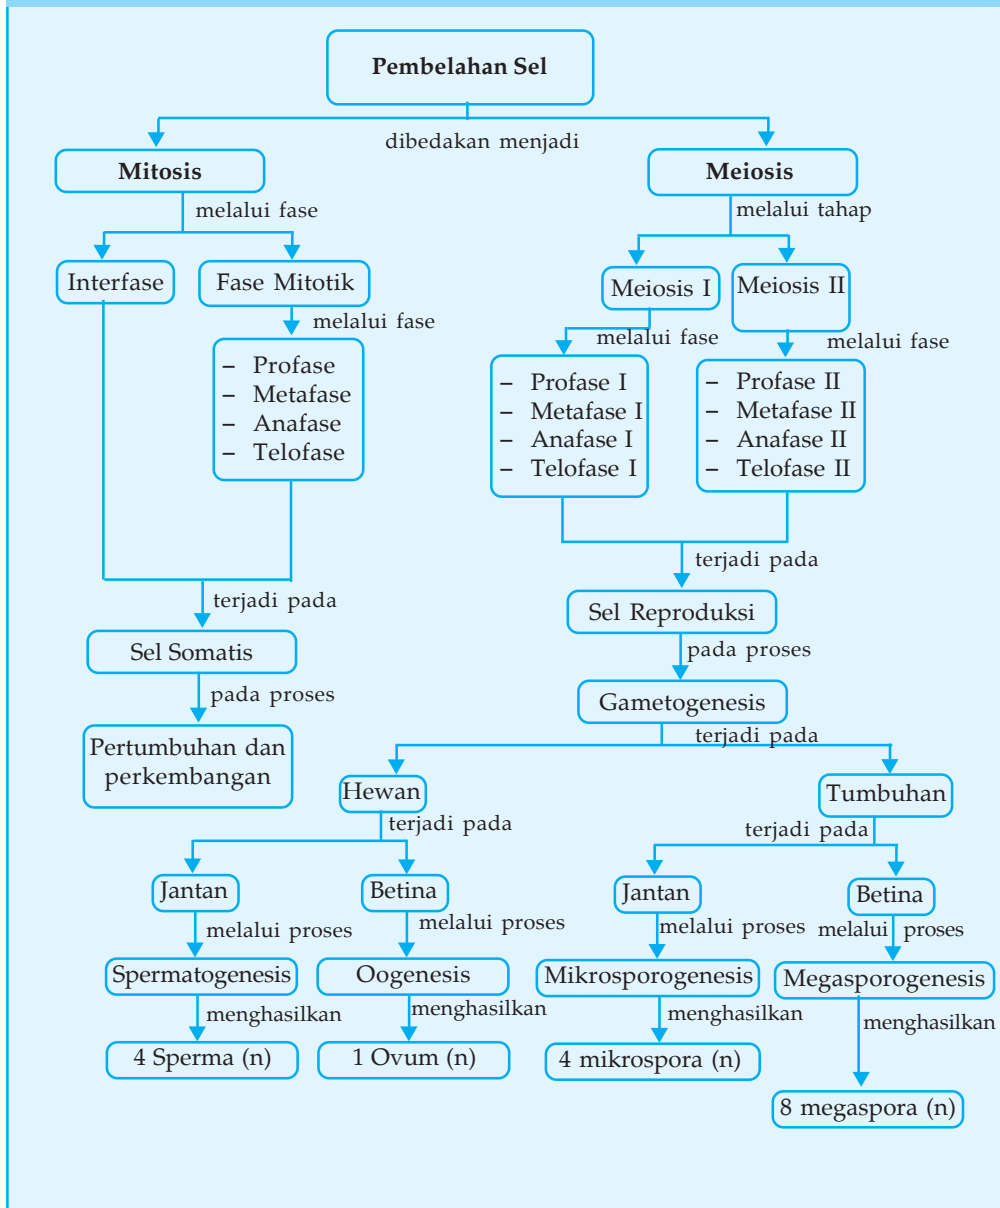 Pembelahan Sel
dibedakan menjadi
Mitosis
Meiosis
melalui fase
melalui tahap
Interfase
Fase Mitotik
Meiosis I
Meiosis II
melalui fase
melalui fase
melalui fase
– Profase
– Metafase
– Anafase
– Telofase
– Profase I
– Metafase I
– Anafase I
– Telofase I
– Profase II
– Metafase II
– Anafase II
– Telofase II
terjadi pada
terjadi pada
Sel Somatis
Sel Reproduksi
pada proses
pada proses
Pertumbuhan dan
perkembangan
Gametogenesis
terjadi pada
Hewan
Tumbuhan
terjadi pada
terjadi pada
Jantan
Betina
Jantan
Betina
melalui proses
melalui proses
melalui proses
melalui proses
Spermatogenesis
Oogenesis
Mikrosporogenesis
Megasporogenesis
menghasilkan
menghasilkan
menghasilkan
menghasilkan
4 Sperma (n)
1 Ovum (n)
4 mikrospora (n)
8 megaspora (n)